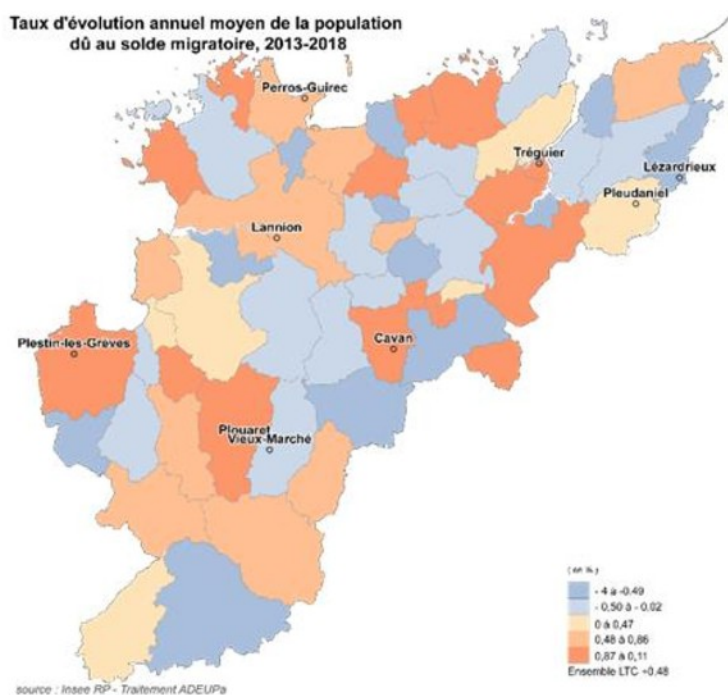 Taux d'évolution annuel moyen de la population
dû au solde migratoire, 2013-2018
Perros-Guirec
Tréguier
Lézardrieux
Pleudaniel
Lannion
Plestin-les-Grèves
Cavan
Plouaret
Vieux-Marché
- 4 à -0.49
- 0,50 à - 0,02
0 à 0,47
0,48 à 0,86
0,87 à 0,11
Ensemble LTC +0.48
source : Insee RP - Traitement ADEUPa